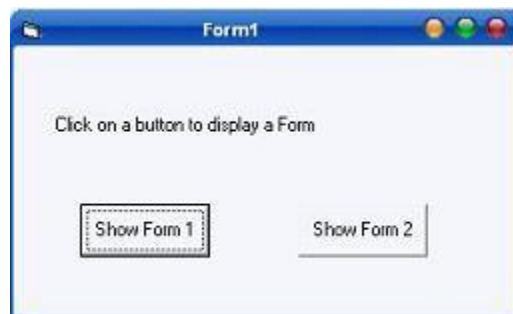 Form1
Click on a button to display a Form
Show Form 1
Show Form 2